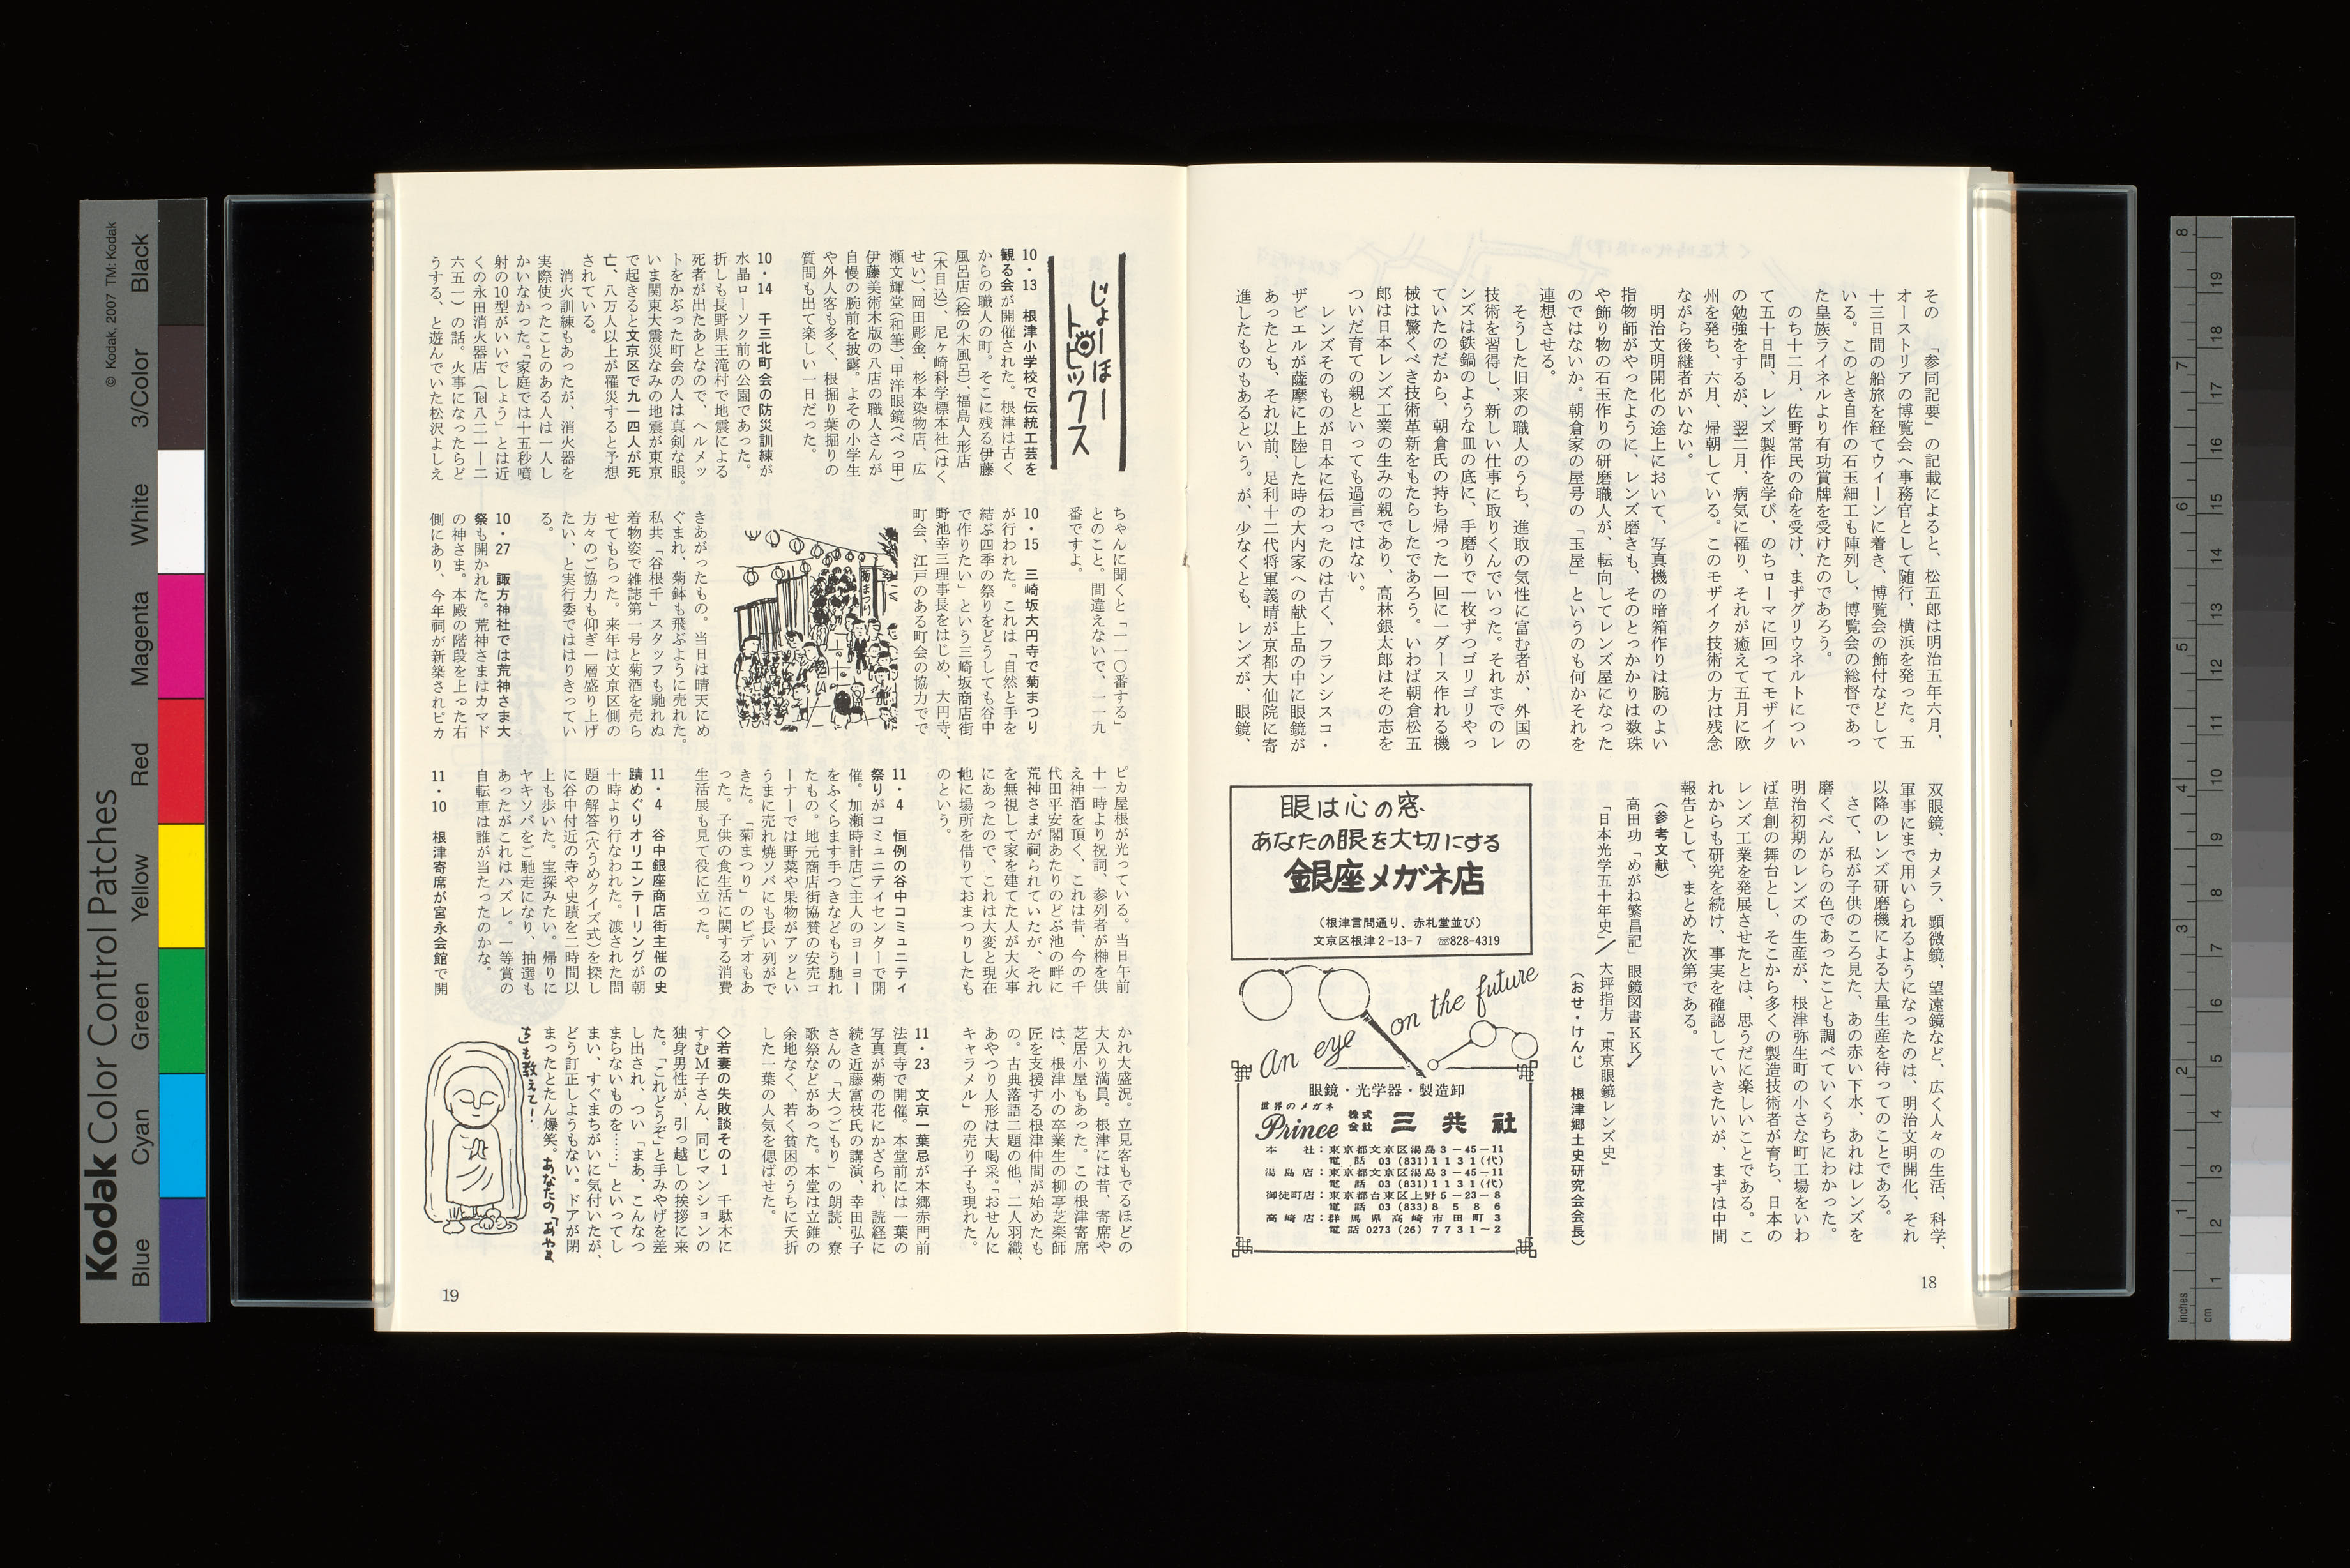 その「参同記要」の記載によると、松五郎は明治五年六月、
オーストリアの博覧会へ事務官として随行、横浜を発った。五
十三日間の船旅を経てウィーンに着き、博覧会の飾付などして
いる。このとき自作の石玉細工も陣列し、博覧会の総督であっ
た皇族ライネルより有功賞牌を受けたのであろう。
のち十二月、佐野常民の命を受け、まずグリウネルトについ
て五十日間、レンズ製作を学び、のちローマに回ってモザイク
の勉強をするが、翌二月、病気に罹り、それが癒えて五月に欧
州を発ち、六月、帰朝している。このモザイク技術の方は残念
ながら後継者がいない。
明治文明開化の途上において、写真機の暗箱作りは腕のよい
指物師がやったように、レンズ磨きも、そのとっかかりは数珠
や飾り物の石玉作りの研磨職人が、転向してレンズ屋になった
のではないか。朝倉家の屋号の「玉屋」というのも何かそれを
連想させる。
そうした旧来の職人のうち、進取の気性に富む者が、外国の
技術を習得し、新しい仕事に取りくんでいった。それまでのレ
ンズは鉄鍋のような皿の底に、手磨りで一枚ずつゴリゴリやっ
ていたのだから、朝倉氏の持ち帰った一回に一ダース作れる機
械は驚くべき技術革新をもたらしたであろう。いわば朝倉松五
郎は日本レンズ工業の生みの親であり、高林銀太郎はその志を
ついだ育ての親といっても過言ではない。
レンズそのものが日本に伝わったのは古く、フランシスコ・
ザビエルが薩摩に上陸した時の大内家への献上品の中に眼鏡が
あったとも、それ以前、足利十二代将軍義晴が京都大仙院に寄
進したものもあるという。が、少なくとも、レンズが、眼鏡、
双眼鏡、カメラ、顕微鏡、望遠鏡など、広く人々の生活、科学、
軍事にまで用いられるようになったのは、明治文明開化、それ
以降のレンズ研磨機による大量生産を待ってのことである。
さて、私が子供のころ見た、あの赤い下水、あれはレンズを
磨くべんがらの色であったことも調べていくうちにわかった。
明治初期のレンズの生産が、根津弥生町の小さな町工場をいわ
ば草創の舞台とし、そこから多くの製造技術者が育ち、日本の
レンズ工業を発展させたとは、思うだに楽しいことである。こ
れからも研究を続け、事実を確認していきたいが、まずは中間
報告として、まとめた次第である。
〈参考文献〉
高田功「めがね繁昌記」眼鏡図書KK／
「日本光学五十年史」／大坪指方「東京眼鏡レンズ史」
（おせ・けんじ　根津郷土史研究会会長）
眼は心の窓
あなたの眼を大切にする
銀座メガネ店
（根津言問通り、赤札堂並び）
文京区根津2-13-7　☏828-4319
An eye on the future
眼鏡・光学器・製造卸
世界のメガネ
Prince 株式会社 三共社
本社：東京都文京区湯島3－45－11
電話 03 (831) 1131(代)
湯島店：東京都文京区湯島3－45－11
電話 03 (831) 1131(代)
御徒町店：東京都台東区上野5－23－8
電話 03 (833) 8586
高崎店：群馬県高崎市田町3
電話 0273 (26) 7731－2
18
じょーほー
トピックス
10・13　根津小学校で伝統工芸を
観る会が開催された。根津は古く
からの職人の町。そこに残る伊藤
風呂店（桧の木風呂）、福島人形店
（木目込）、尼ヶ崎科学標本社（はく
せい）、岡田彫金、杉本染物店、広
瀬文輝堂（和筆）、甲洋眼鏡（べっ甲）
伊藤美術木版の八店の職人さんが
自慢の腕前を披露。よその小学生
や外人客も多く、根掘り葉掘りの
質問も出て楽しい一日だった。
10・14　千三北町会の防災訓練が
水晶ローソク前の公園であった。
折しも長野県王滝村で地震による
死者が出たあとなので、ヘルメッ
トをかぶった町会の人は真剣な眼。
いま関東大震災なみの地震が東京
で起きると文京区で九一四人が死
亡、八万人以上が罹災すると予想
されている。
消火訓練もあったが、消火器を
実際使ったことのある人は一人し
かいなかった。「家庭では十五秒噴
射の10型がいいでしょう」とは近
くの永田消火器店（Tel八二一―二
六五一）の話。火事になったらど
うする、と遊んでいた松沢よしえ
ちゃんに聞くと「一一〇番する」
とのこと。間違えないで、一一九
番ですよ。
10・15　三崎坂大円寺で菊まつり
が行われた。これは「自然と手を
結ぶ四季の祭りをどうしても谷中
で作りたい」という三崎坂商店街
野池幸三理事長をはじめ、大円寺、
町会、江戸のある町会の協力でで
菊まつり
きあがったもの。当日は晴天にめ
ぐまれ、菊鉢も飛ぶように売れた。
私共「谷根千」スタッフも馳れぬ
着物姿で雑誌第一号と菊酒を売ら
せてもらった。来年は文京区側の
方々のご協力も仰ぎ一層盛り上げ
たい、と実行委でははりきってい
る。
10・27　諏方神社では荒神さま大
祭も開かれた。荒神さまはカマド
の神さま。本殿の階段を上った右
側にあり、今年祠が新築されピカ
ピカ屋根が光っている。当日午前
十一時より祝詞、参列者が榊を供
え神酒を頂く、これは昔、今の千
代田平安閣あたりのどぶ池の畔に
荒神さまが祠られていたが、それ
を無視して家を建てた人が大火事
にあったので、これは大変と現在
地に場所を借りておまつりしたも
のという。
11・4　恒例の谷中コミュニティ
祭りがコミュニティセンターで開
催。加瀬時計店ご主人のヨーヨー
をふくらます手つきなどもう馳れ
たもの。地元商店街協賛の安売コ
ーナーでは野菜や果物がアッとい
うまに売れ焼ソバにも長い列がで
きた。「菊まつり」のビデオもあ
った。子供の食生活に関する消費
生活展も見て役に立った。
11・4　谷中銀座商店街主催の史
蹟めぐりオリエンテーリングが朝
十時より行なわれた。渡された問
題の解答（穴うめクイズ式）を探し
に谷中付近の寺や史蹟を二時間以
上も歩いた。宝探みたい。帰りに
ヤキソバをご馳走になり、抽選も
あったがこれはハズレ。一等賞の
自転車は誰が当たったのかな。
11・10　根津寄席が宮永会館で開
かれ大盛況。立見客もでるほどの
大入り満員。根津には昔、寄席や
芝居小屋もあった。この根津寄席
は、根津小の卒業生の柳亭芝楽師
匠を支援する根津仲間が始めたも
の。古典落語二題の他、二人羽織、
あやつり人形は大喝采。「おせんに
キャラメル」の売り子も現れた。
11・23　文京一葉忌が本郷赤門前
法真寺で開催。本堂前には一葉の
写真が菊の花にかざられ、読経に
続き近藤富枝氏の講演、幸田弘子
さんの「大つごもり」の朗読、寮
歌祭などがあった。本堂は立錐の
余地なく、若く貧困のうちに夭折
した一葉の人気を偲ばせた。
◇若妻の失敗談その1　千駄木に
すむM子さん、同じマンションの
独身男性が、引っ越しの挨拶に来
た。「これどうぞ」と手みやげを差
し出され、つい「まあ、こんなつ
まらないものを……」といってし
まい、すぐまちがいに気付いたが、
どう訂正しようもない。ドアが閉
まったとたん爆笑。あなたの「あやま
ち」も教えてー。
19
Kodak Color Control Patches
© Kodak, 2007 TM: Kodak
Blue Cyan Green Yellow Red Magenta White 3/Color Black
inches 1 2 3 4 5 6 7 8
cm 1 2 3 4 5 6 7 8 9 10 11 12 13 14 15 16 17 18 19